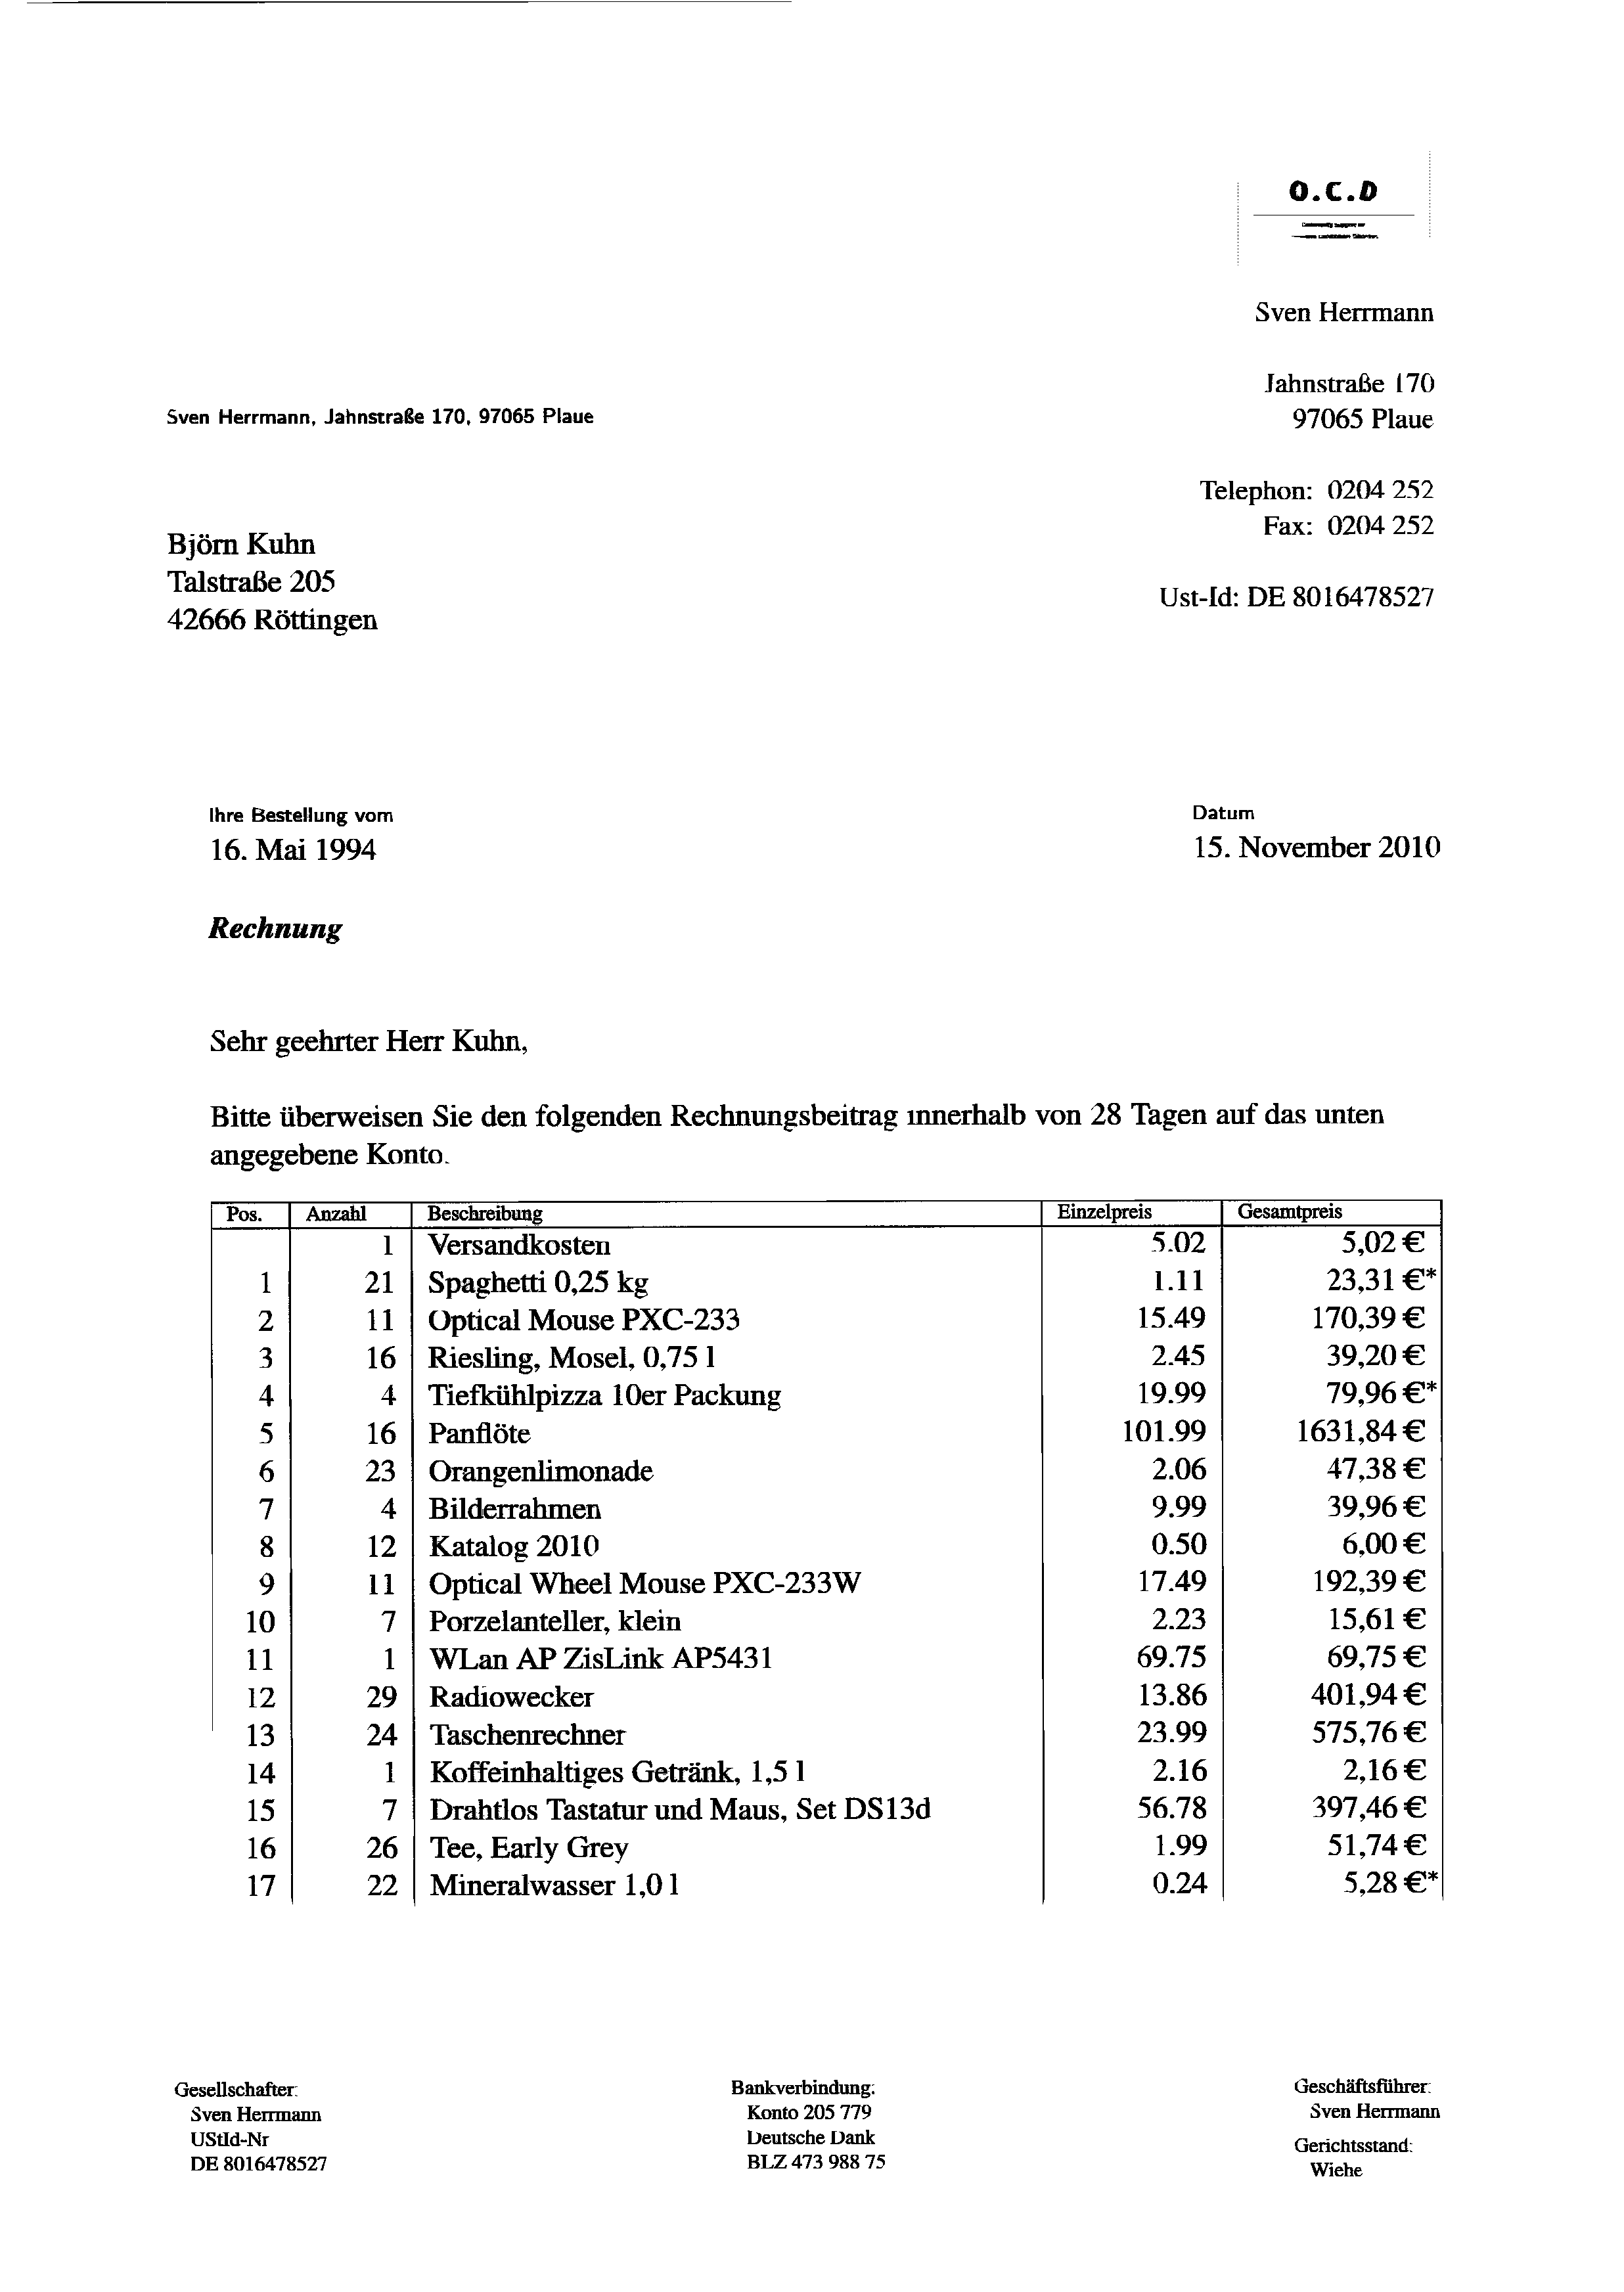 O.C.D
Sven Herrmann
Jahnstraße 170
97065 Plaue
Sven Herrmann, Jahnstraße 170, 97065 Plaue
Telephon: 0204 252
Fax: 0204 252
Ust-Id: DE 8016478527
Björn Kuhn
Talstraße 205
42666 Röttingen
Ihre Bestellung vom Datum
16. Mai 1994 15. November 2010
Rechnung
Sehr geehrter Herr Kuhn,
Bitte überweisen Sie den folgenden Rechnungsbeitrag innerhalb von 28 Tagen auf das unten
angegebene Konto.
Pos. Anzahl Beschreibung Einzelpreis Gesamtpreis
1 Versandkosten 5.02 5,02 €
1 21 Spaghetti 0,25 kg 1.11 23,31 €*
2 11 Optical Mouse PXC-233 15.49 170,39 €
3 16 Riesling, Mosel, 0,75 l 2.45 39,20 €
4 4 Tiefkühlpizza 10er Packung 19.99 79,96 €*
5 16 Panflöte 101.99 1631,84 €
6 23 Orangenlimonade 2.06 47,38 €
7 4 Bilderrahmen 9.99 39,96 €
8 12 Katalog 2010 0.50 6,00 €
9 11 Optical Wheel Mouse PXC-233W 17.49 192,39 €
10 7 Porzelanteller, klein 2.23 15,61 €
11 1 WLan AP ZisLink AP5431 69.75 69,75 €
12 29 Radiowecker 13.86 401,94 €
13 24 Taschenrechner 23.99 575,76 €
14 1 Koffeinhaltiges Getränk, 1,5 l 2.16 2,16 €
15 7 Drahtlos Tastatur und Maus, Set DS13d 56.78 397,46 €
16 26 Tee, Early Grey 1.99 51,74 €
17 22 Mineralwasser 1,0 l 0.24 5,28 €*
Gesellschafter:
Sven Herrmann
UStId-Nr
DE 8016478527
Bankverbindung:
Konto 205 779
Deutsche Dank
BLZ 473 988 75
Geschäftsführer:
Sven Herrmann
Gerichtsstand:
Wiehe